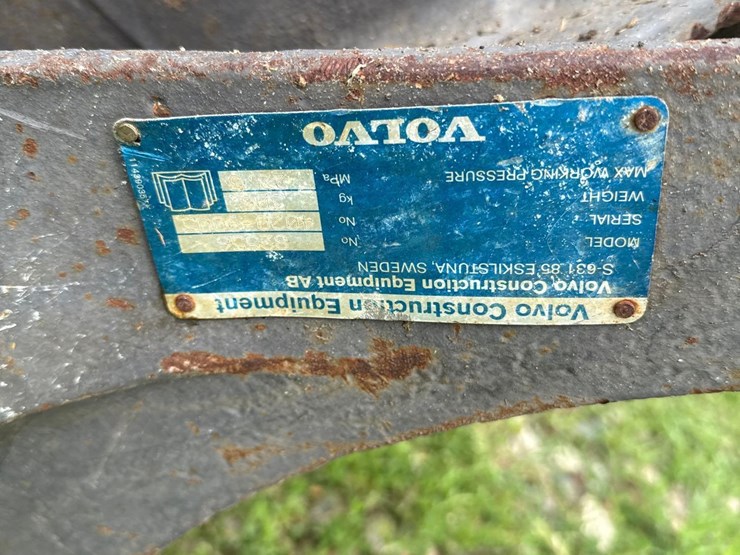 Volvo Construction Equipment
Volvo Construction Equipment AB
S-631 85 ESKILSTUNA, SWEDEN
MODEL No
SERIAL No
WEIGHT kg
MAX WORKING PRESSURE MPa
VOLVO